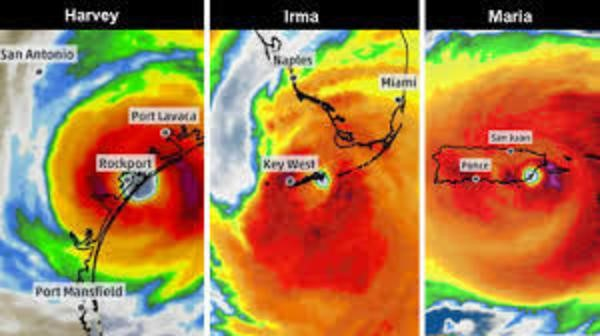 Harvey
San Antonio
Port Lavaca
Rockport
Port Mansfield
Irma
Naples
Miami
Key West
Maria
San Juan
Ponce